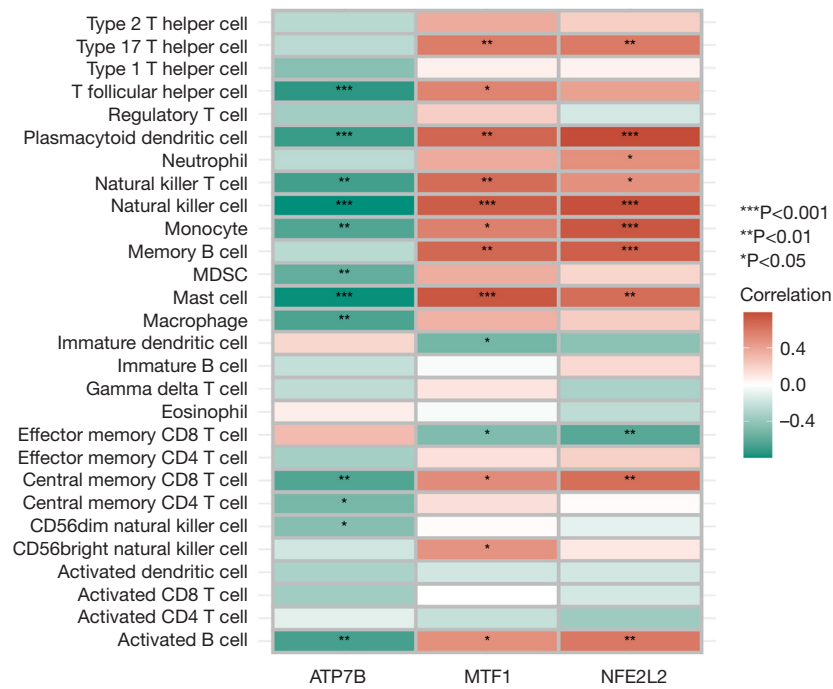 Type 2 T helper cell
Type 17 T helper cell ** **
Type 1 T helper cell
T follicular helper cell *** *
Regulatory T cell
Plasmacytoid dendritic cell *** ** ***
Neutrophil *
Natural killer T cell ** ** *
Natural killer cell *** *** ***
Monocyte ** * ***
Memory B cell ** ***
MDSC **
Mast cell *** *** **
Macrophage **
Immature dendritic cell *
Immature B cell
Gamma delta T cell
Eosinophil
Effector memory CD8 T cell * **
Effector memory CD4 T cell
Central memory CD8 T cell ** * **
Central memory CD4 T cell *
CD56dim natural killer cell *
CD56bright natural killer cell *
Activated dendritic cell
Activated CD8 T cell
Activated CD4 T cell
Activated B cell ** * **
ATP7B MTF1 NFE2L2
***P<0.001
**P<0.01
*P<0.05
Correlation
0.4
0.0
−0.4